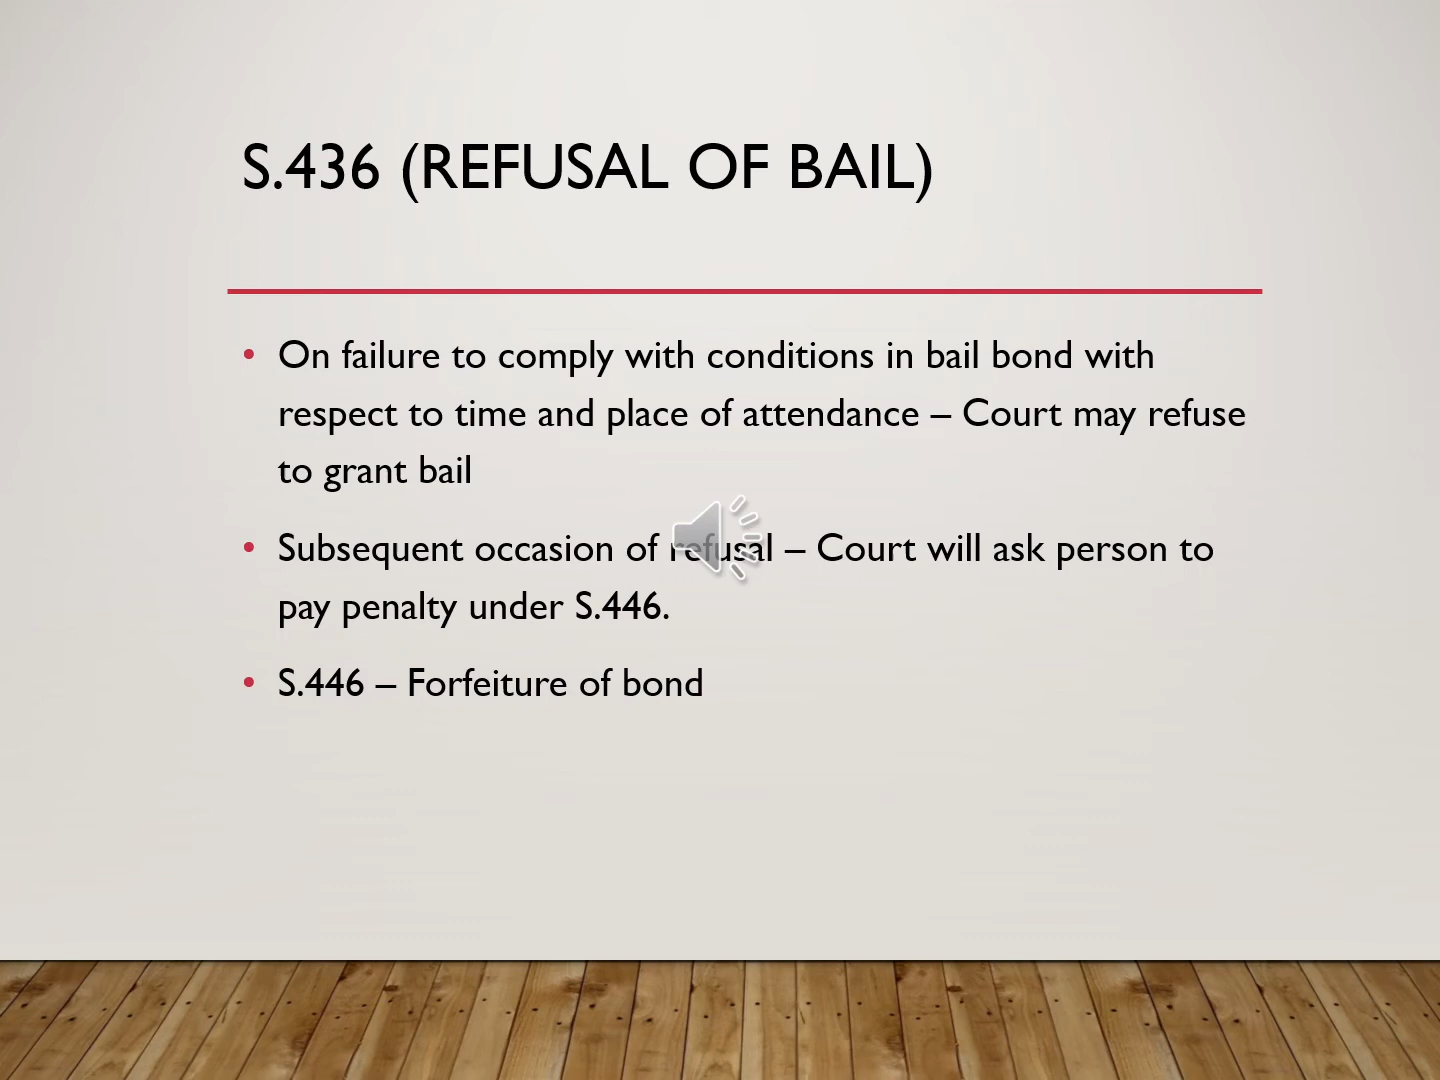 S.436 (REFUSAL OF BAIL)
• On failure to comply with conditions in bail bond with
respect to time and place of attendance – Court may refuse
to grant bail
• Subsequent occasion of refusal – Court will ask person to
pay penalty under S.446.
• S.446 – Forfeiture of bond